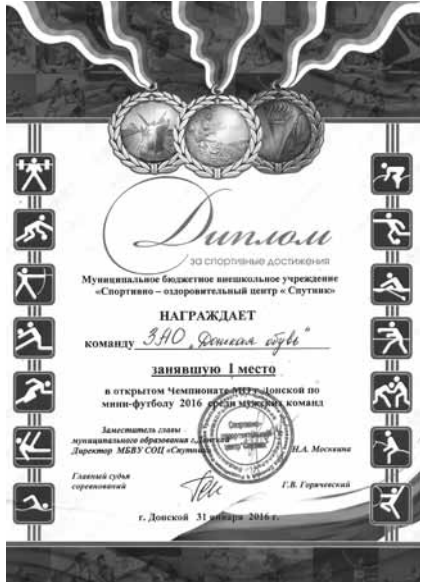 Диплом
за спортивные достижения
Муниципальное бюджетное внешкольное учреждение
«Спортивно – оздоровительный центр « Спутник»
НАГРАЖДАЕТ
команду ЗАО „Донская обувь“
занявшую I место
в открытом Чемпионате МО г. Донской по
мини-футболу 2016 среди мужских команд
Заместитель главы
муниципального образования г. Донской
Директор МБВУ СОЦ «Спутник» Н.А. Москвина
Главный судья
соревнований Г.В. Горячевский
г. Донской 31 января 2016 г.